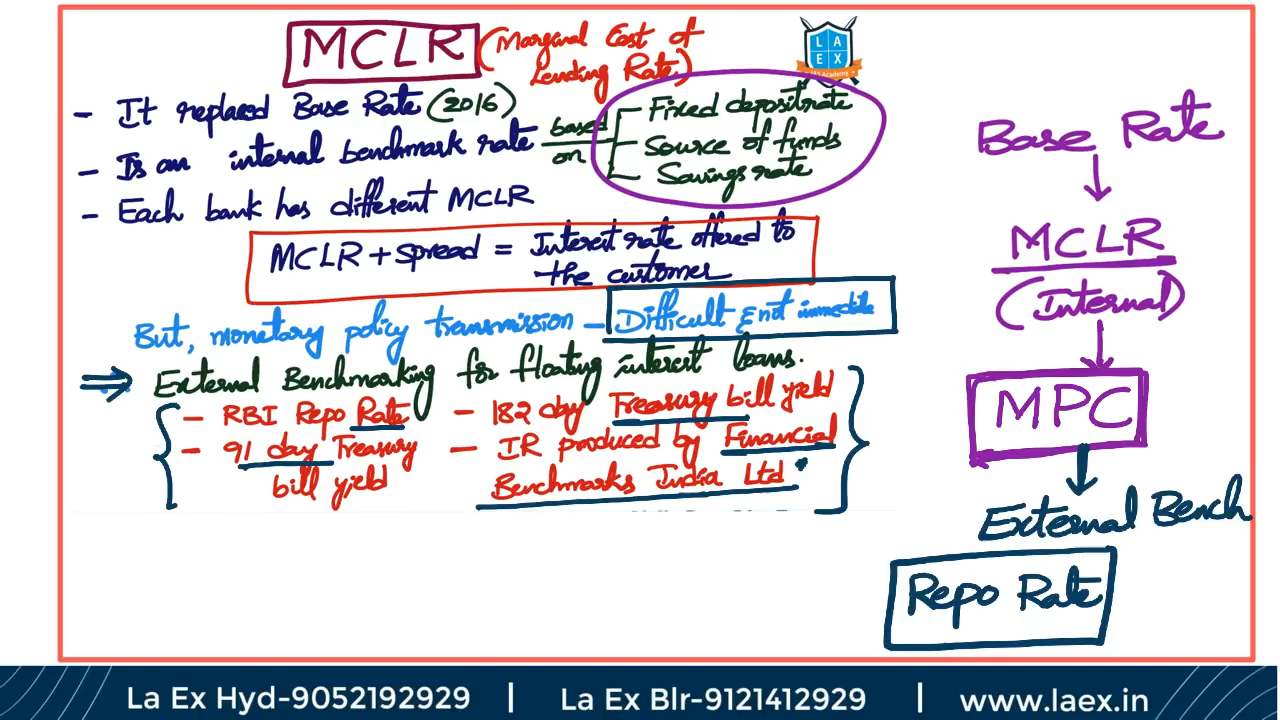 MCLR (Marginal Cost of
Lending Rate)
LA
EX
IAS Academy
- It replaced Base Rate (2016)
- Is an internal benchmark rate based on
Fixed deposit rate
Source of funds
Savings rate
- Each bank has different MCLR
MCLR + spread = Interest rate offered to
the customer
But, monetary policy transmission - Difficult & not immediate
⇒ External Benchmarking for floating interest loans.
- RBI Repo Rate
- 91 day Treasury
bill yield
- 182 day Treasury bill yield
- IR produced by Financial
Benchmarks India Ltd
Base Rate
↓
MCLR
(Internal)
↓
MPC
↓
External Bench
Repo Rate
La Ex Hyd-9052192929 | La Ex Blr-9121412929 | www.laex.in